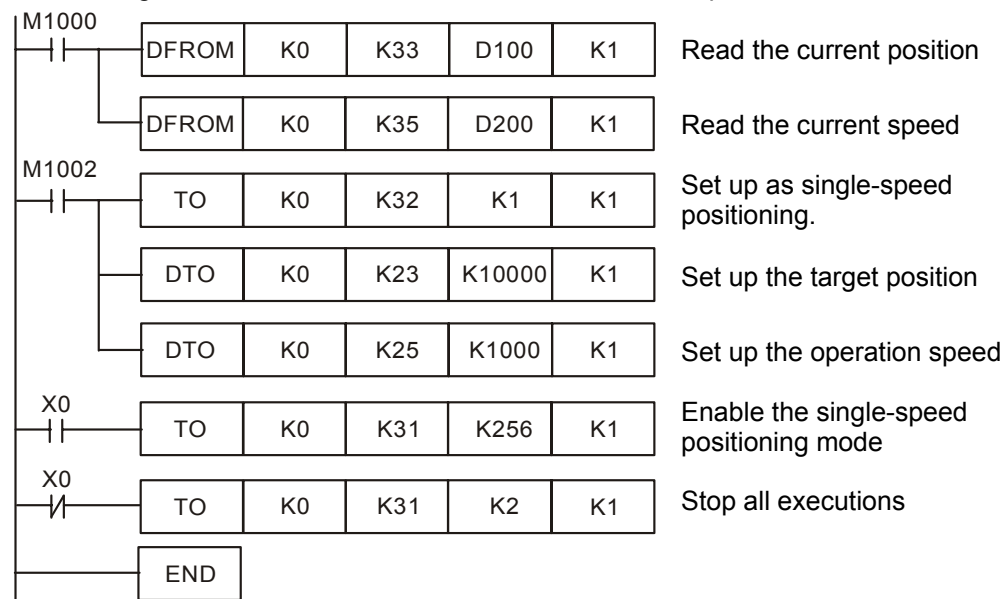 M1000
DFROM K0 K33 D100 K1 Read the current position
DFROM K0 K35 D200 K1 Read the current speed
M1002
TO K0 K32 K1 K1 Set up as single-speed
positioning.
DTO K0 K23 K10000 K1 Set up the target position
DTO K0 K25 K1000 K1 Set up the operation speed
X0
TO K0 K31 K256 K1 Enable the single-speed
positioning mode
X0
TO K0 K31 K2 K1 Stop all executions
END